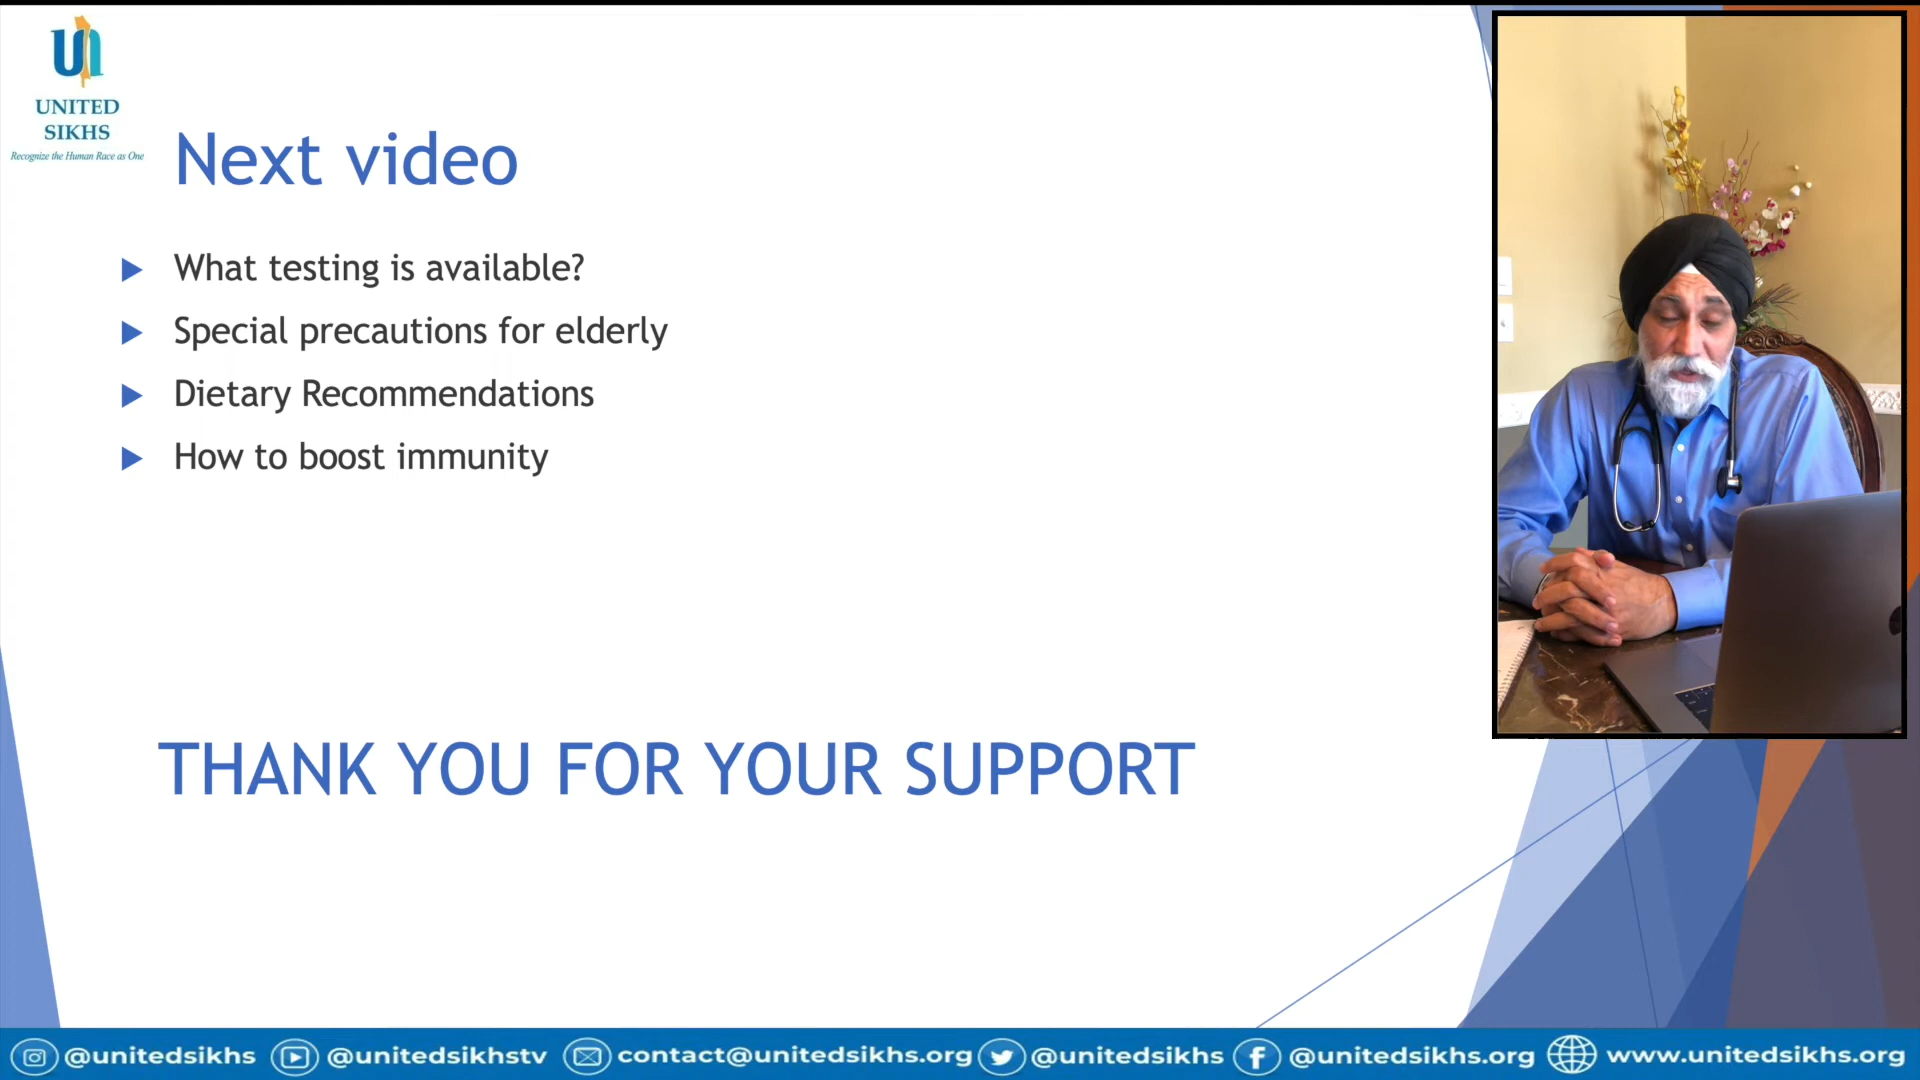 UNITED
SIKHS
Recognize the Human Race as One
Next video
What testing is available?
Special precautions for elderly
Dietary Recommendations
How to boost immunity
THANK YOU FOR YOUR SUPPORT
@unitedsikhs @unitedsikhstv contact@unitedsikhs.org @unitedsikhs @unitedsikhs.org www.unitedsikhs.org